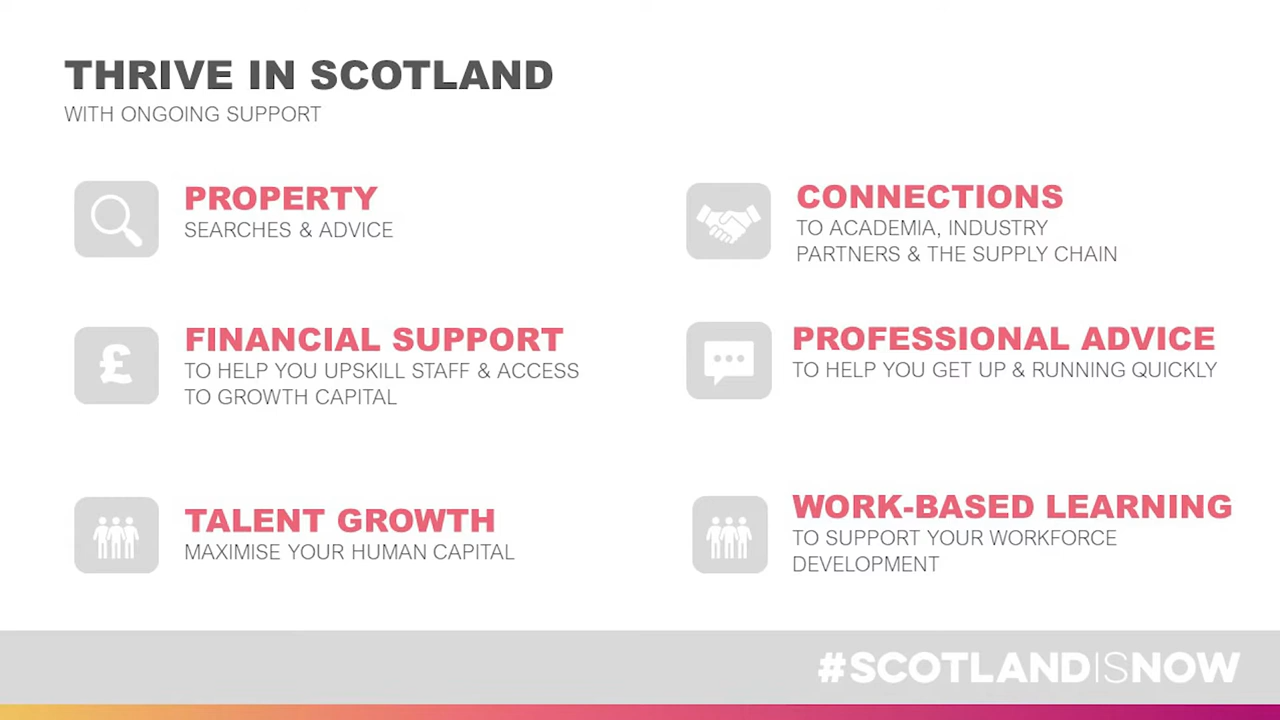 THRIVE IN SCOTLAND
WITH ONGOING SUPPORT
PROPERTY
SEARCHES & ADVICE
CONNECTIONS
TO ACADEMIA, INDUSTRY
PARTNERS & THE SUPPLY CHAIN
£
FINANCIAL SUPPORT
TO HELP YOU UPSKILL STAFF & ACCESS
TO GROWTH CAPITAL
PROFESSIONAL ADVICE
TO HELP YOU GET UP & RUNNING QUICKLY
TALENT GROWTH
MAXIMISE YOUR HUMAN CAPITAL
WORK-BASED LEARNING
TO SUPPORT YOUR WORKFORCE
DEVELOPMENT
#SCOTLANDISNOW